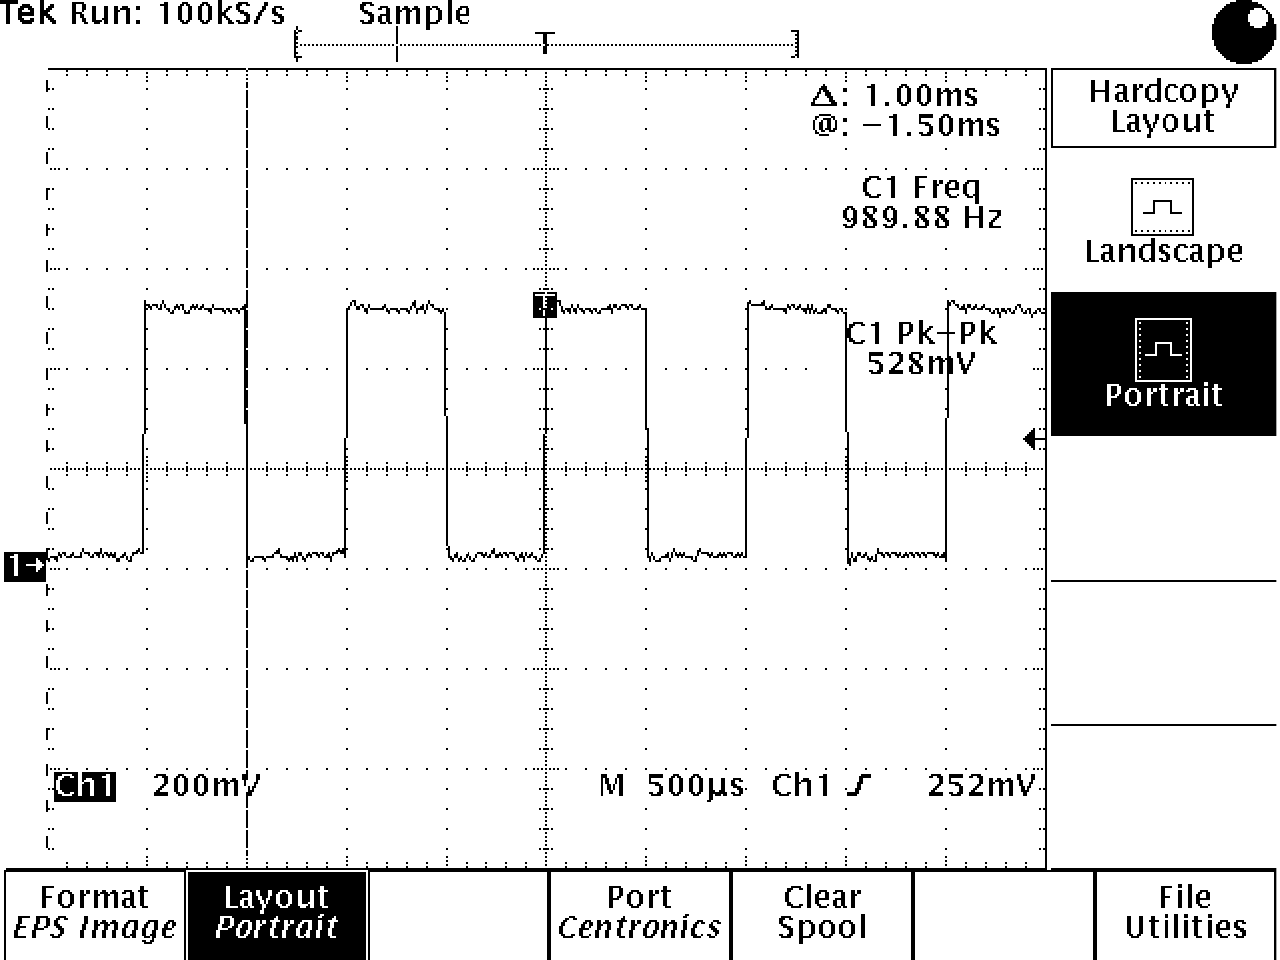 Tek Run: 100kS/s Sample
T
Δ: 1.00ms
@: −1.50ms
C1 Freq
989.88 Hz
T
C1 Pk−Pk
528mV
1→
Ch1 200mV M 500µs Ch1 252mV
Hardcopy
Layout
Landscape
Portrait
Format
EPS Image
Layout
Portrait
Port
Centronics
Clear
Spool
File
Utilities